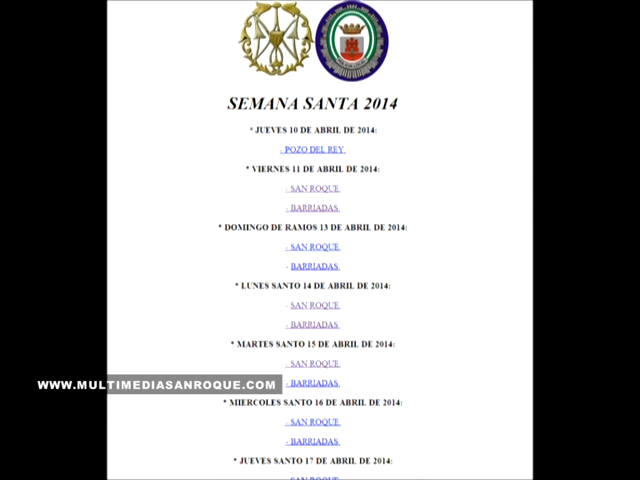 SEMANA SANTA 2014
* JUEVES 10 DE ABRIL DE 2014:
- POZO DEL REY
* VIERNES 11 DE ABRIL DE 2014:
- SAN ROQUE
- BARRIADAS
* DOMINGO DE RAMOS 13 DE ABRIL DE 2014:
- SAN ROQUE
- BARRIADAS
* LUNES SANTO 14 DE ABRIL DE 2014:
- SAN ROQUE
- BARRIADAS
* MARTES SANTO 15 DE ABRIL DE 2014:
- SAN ROQUE
WWW.MULTIMEDIASANROQUE.COM
- BARRIADAS
* MIERCOLES SANTO 16 DE ABRIL DE 2014:
- SAN ROQUE
- BARRIADAS
* JUEVES SANTO 17 DE ABRIL DE 2014:
- SAN ROQUE